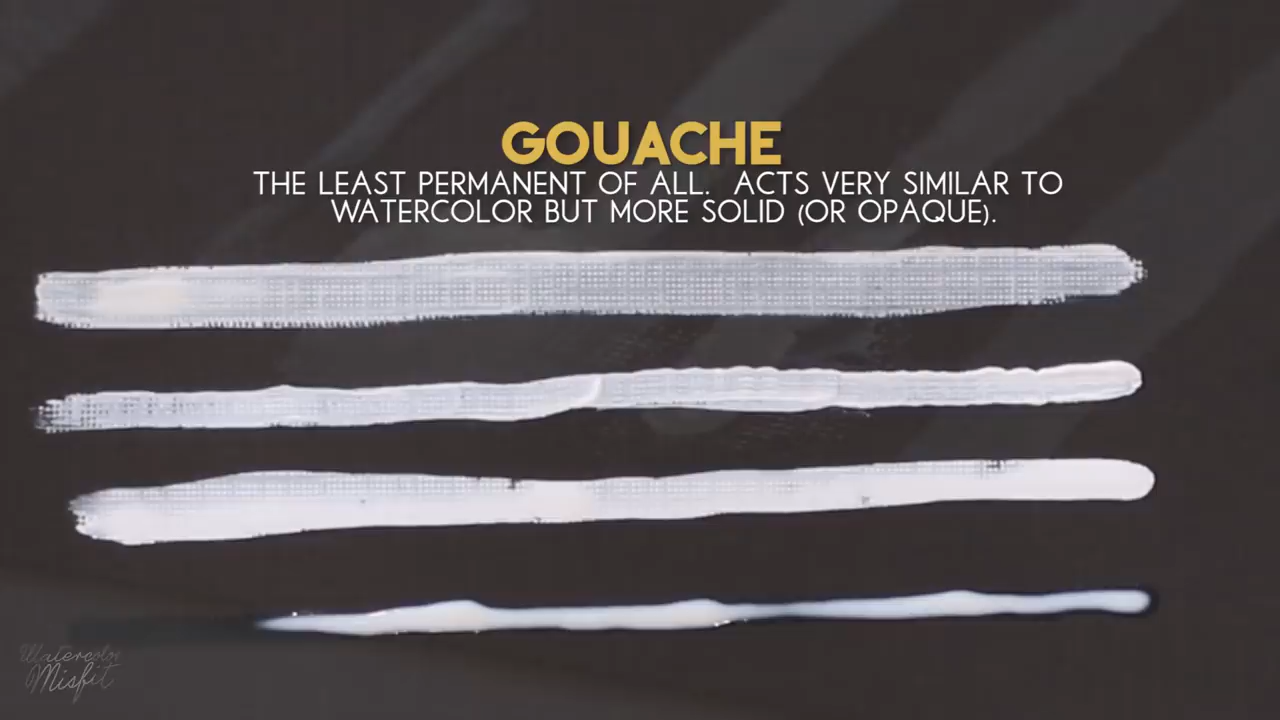 GOUACHE
THE LEAST PERMANENT OF ALL. ACTS VERY SIMILAR TO
WATERCOLOR BUT MORE SOLID (OR OPAQUE).
Watercolor
Misfit